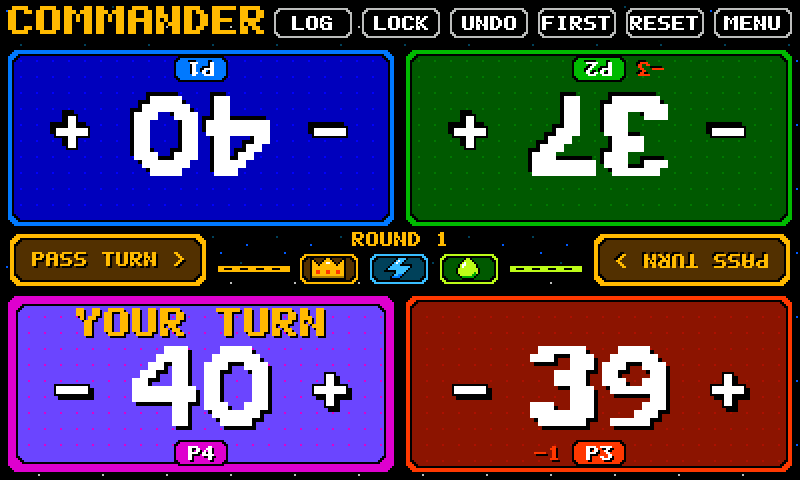 COMMANDER LOG LOCK UNDO FIRST RESET MENU
P1
+ 40 -
P2 -3
+ 37 -
ROUND 1
PASS TURN >
PASS TURN >
YOUR TURN
- 40 +
P4
- 39 +
-1 P3